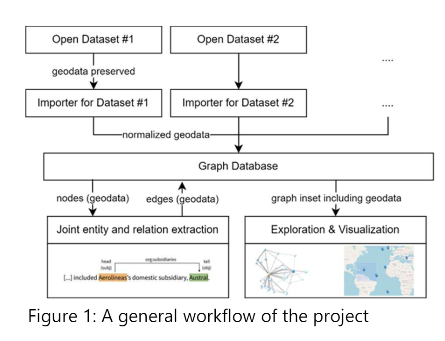 Open Dataset #1
Open Dataset #2
....
geodata preserved
Importer for Dataset #1
Importer for Dataset #2
....
normalized geodata
Graph Database
nodes (geodata)
edges (geodata)
graph inset including geodata
Joint entity and relation extraction
Exploration & Visualization
org:subsidiaries
head
(subj)
tail
(obj)
[...] included Aerolineas's domestic subsidiary, Austral.
Figure 1: A general workflow of the project